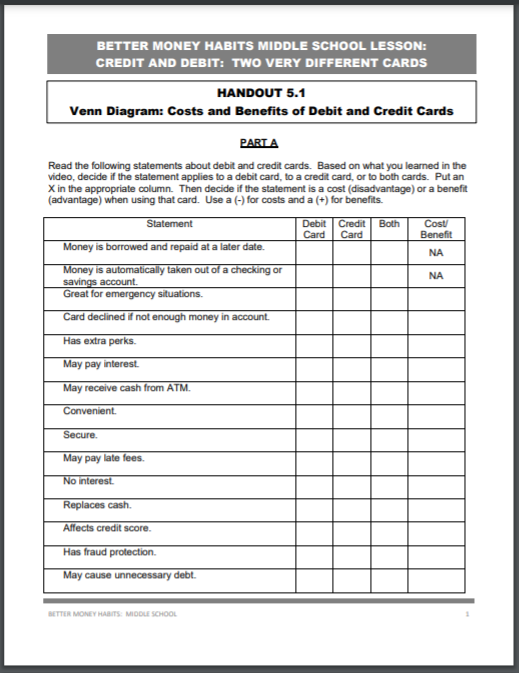 BETTER MONEY HABITS MIDDLE SCHOOL LESSON:
CREDIT AND DEBIT: TWO VERY DIFFERENT CARDS
HANDOUT 5.1
Venn Diagram: Costs and Benefits of Debit and Credit Cards
PART A
Read the following statements about debit and credit cards. Based on what you learned in the
video, decide if the statement applies to a debit card, to a credit card, or to both cards. Put an
X in the appropriate column. Then decide if the statement is a cost (disadvantage) or a benefit
(advantage) when using that card. Use a (-) for costs and a (+) for benefits.
Statement Debit Card Credit Card Both Cost/ Benefit
Money is borrowed and repaid at a later date. NA
Money is automatically taken out of a checking or
savings account. NA
Great for emergency situations.
Card declined if not enough money in account.
Has extra perks.
May pay interest.
May receive cash from ATM.
Convenient.
Secure.
May pay late fees.
No interest.
Replaces cash.
Affects credit score.
Has fraud protection.
May cause unnecessary debt.
BETTER MONEY HABITS: MIDDLE SCHOOL 1